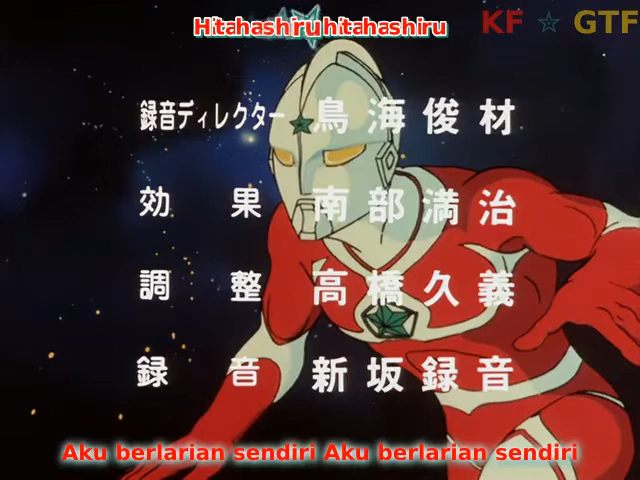 Hitahashiruhitahashiru
KF ☆ GTF
録音ディレクター 鳥海俊材
効果 南部満治
調整 高橋久義
録音 新坂録音
Aku berlarian sendiri Aku berlarian sendiri